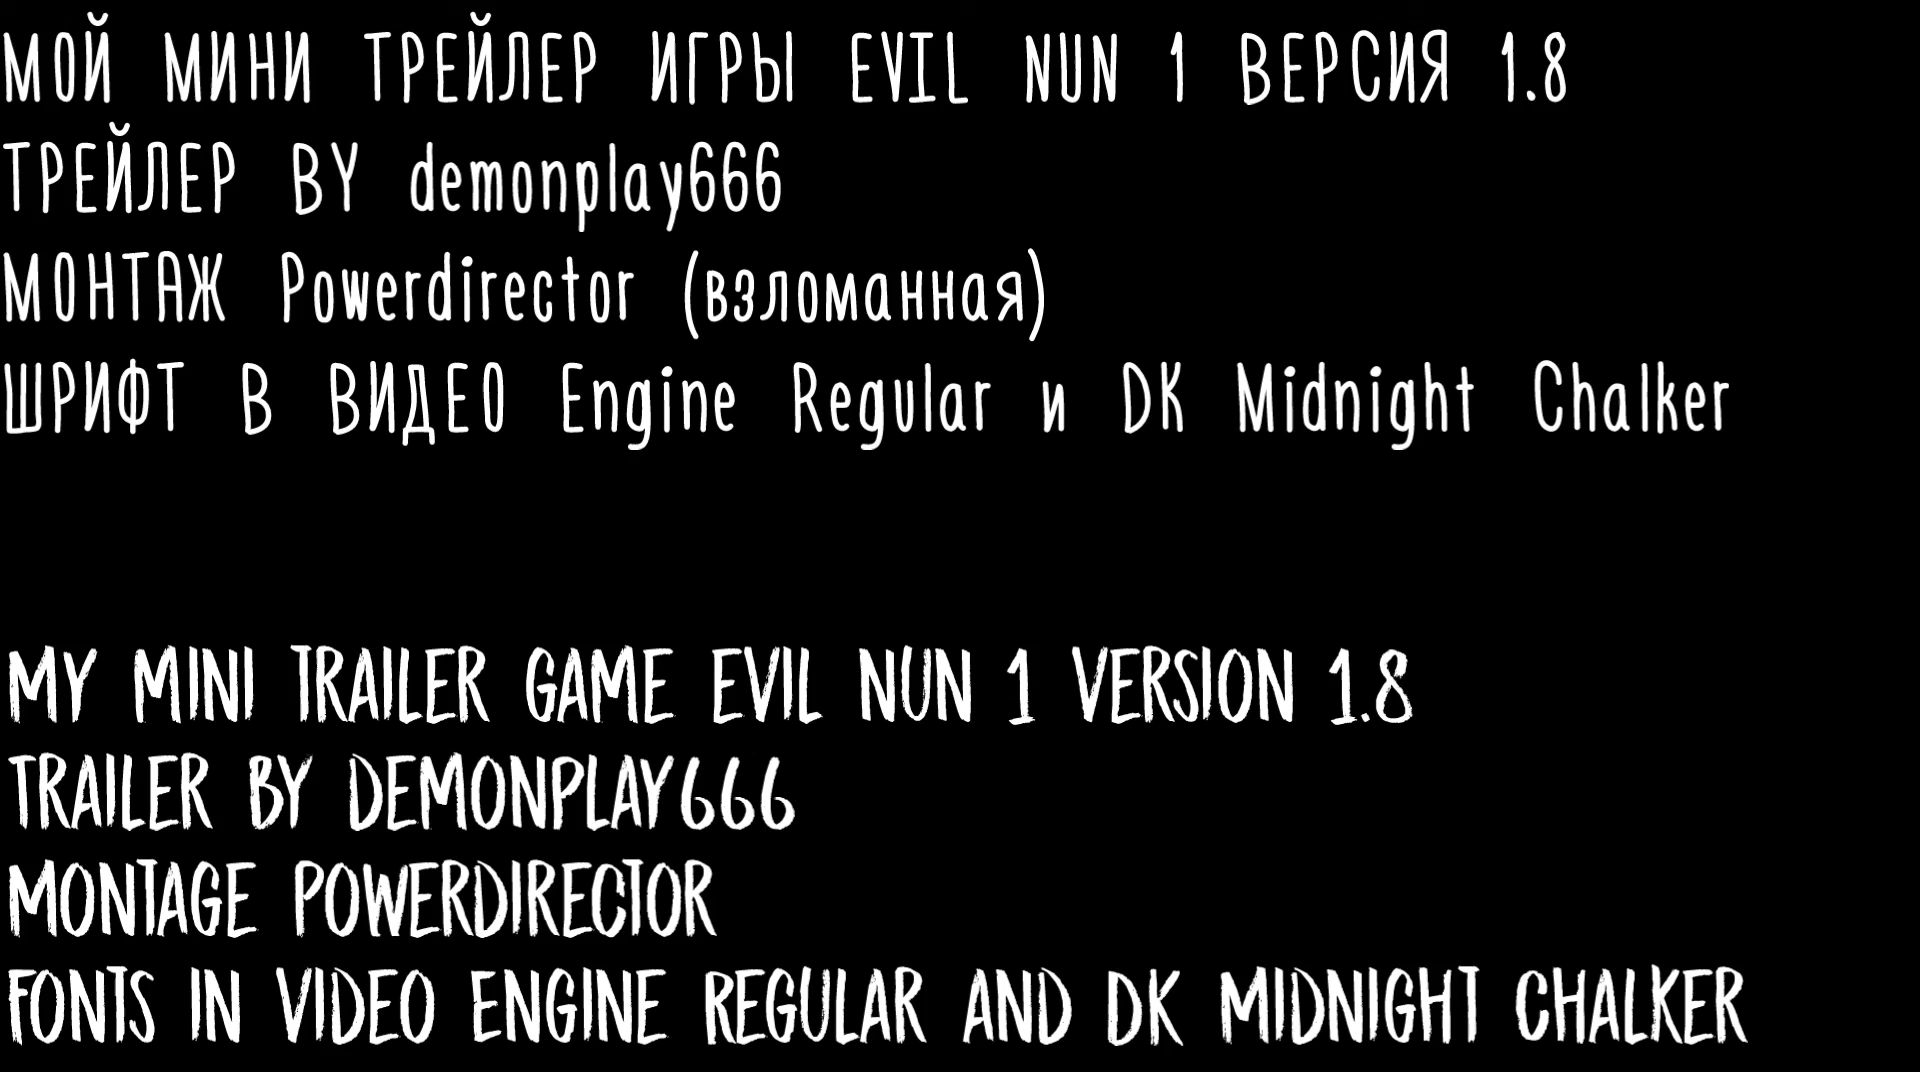 МОЙ МИНИ ТРЕЙЛЕР ИГРЫ EVIL NUN 1 ВЕРСИЯ 1.8
ТРЕЙЛЕР BY demonplay666
МОНТАЖ Powerdirector (взломанная)
ШРИФТ В ВИДЕО Engine Regular и DK Midnight Chalker
MY MINI TRAILER GAME EVIL NUN 1 VERSION 1.8
TRAILER BY DEMONPLAY666
MONTAGE POWERDIRECTOR
FONTS IN VIDEO ENGINE REGULAR AND DK MIDNIGHT CHALKER